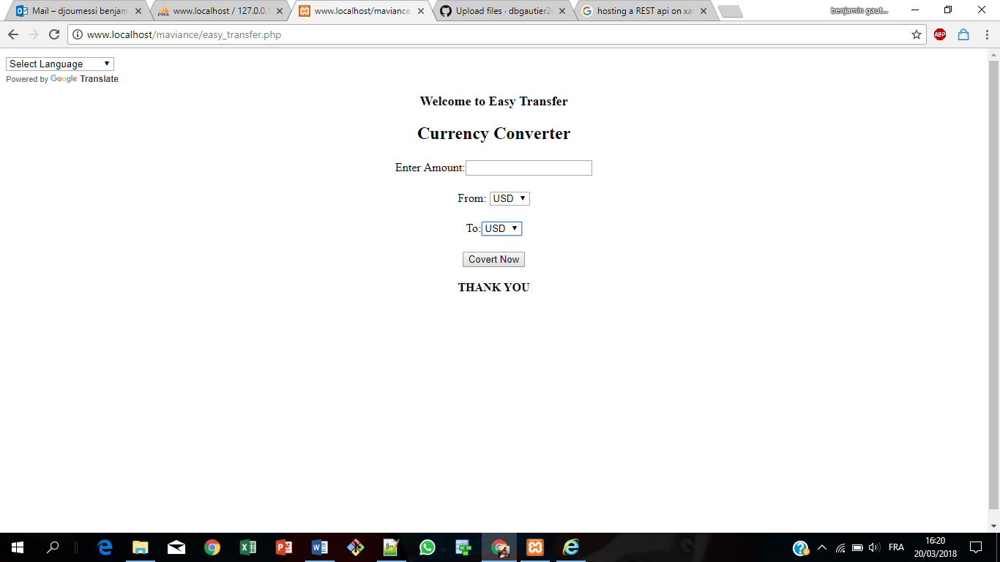 Mail – djoumessi benjam
www.localhost / 127.0.0.1
www.localhost/maviance
Upload files · dbgautier2
hosting a REST api on xa
benjamin gaut...
www.localhost/maviance/easy_transfer.php
ABP
Select Language
Powered by Google Translate
Welcome to Easy Transfer
Currency Converter
Enter Amount:
From: USD
To: USD
Covert Now
THANK YOU
FRA
16:20
20/03/2018